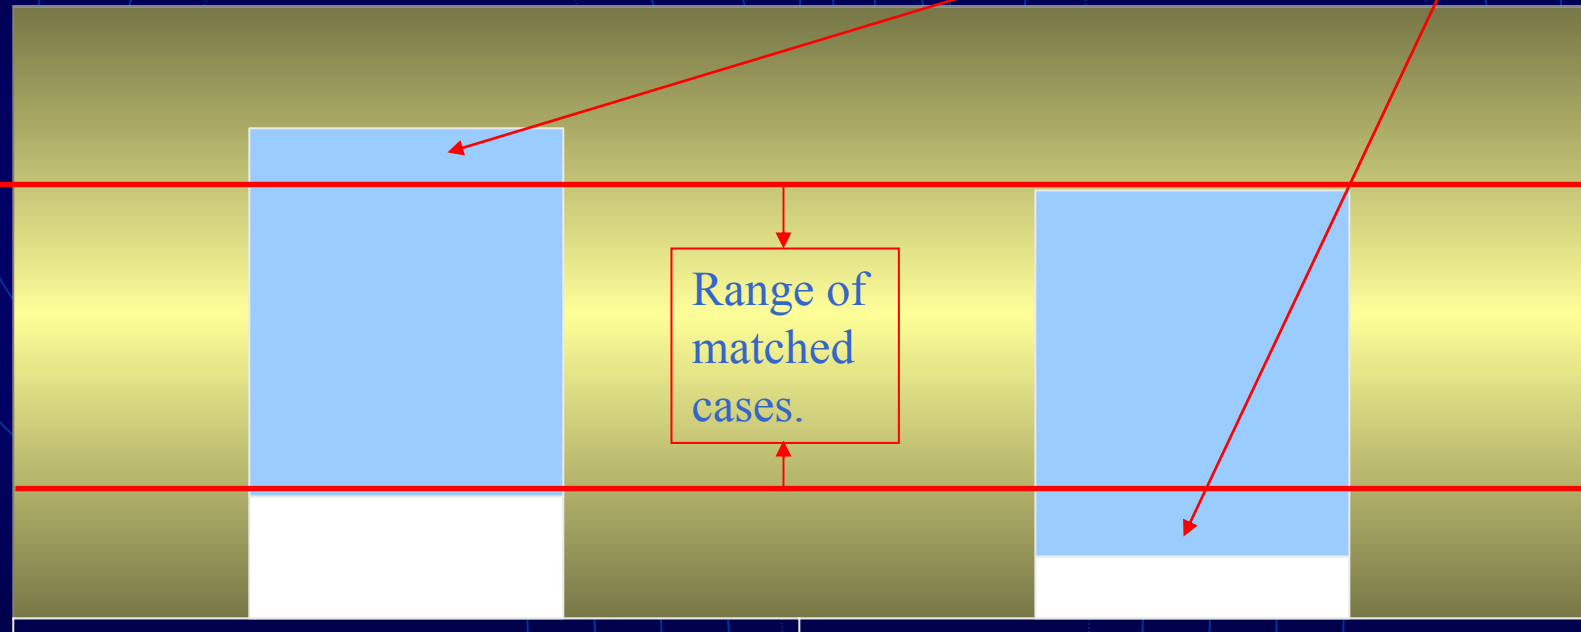 Range of
matched
cases.